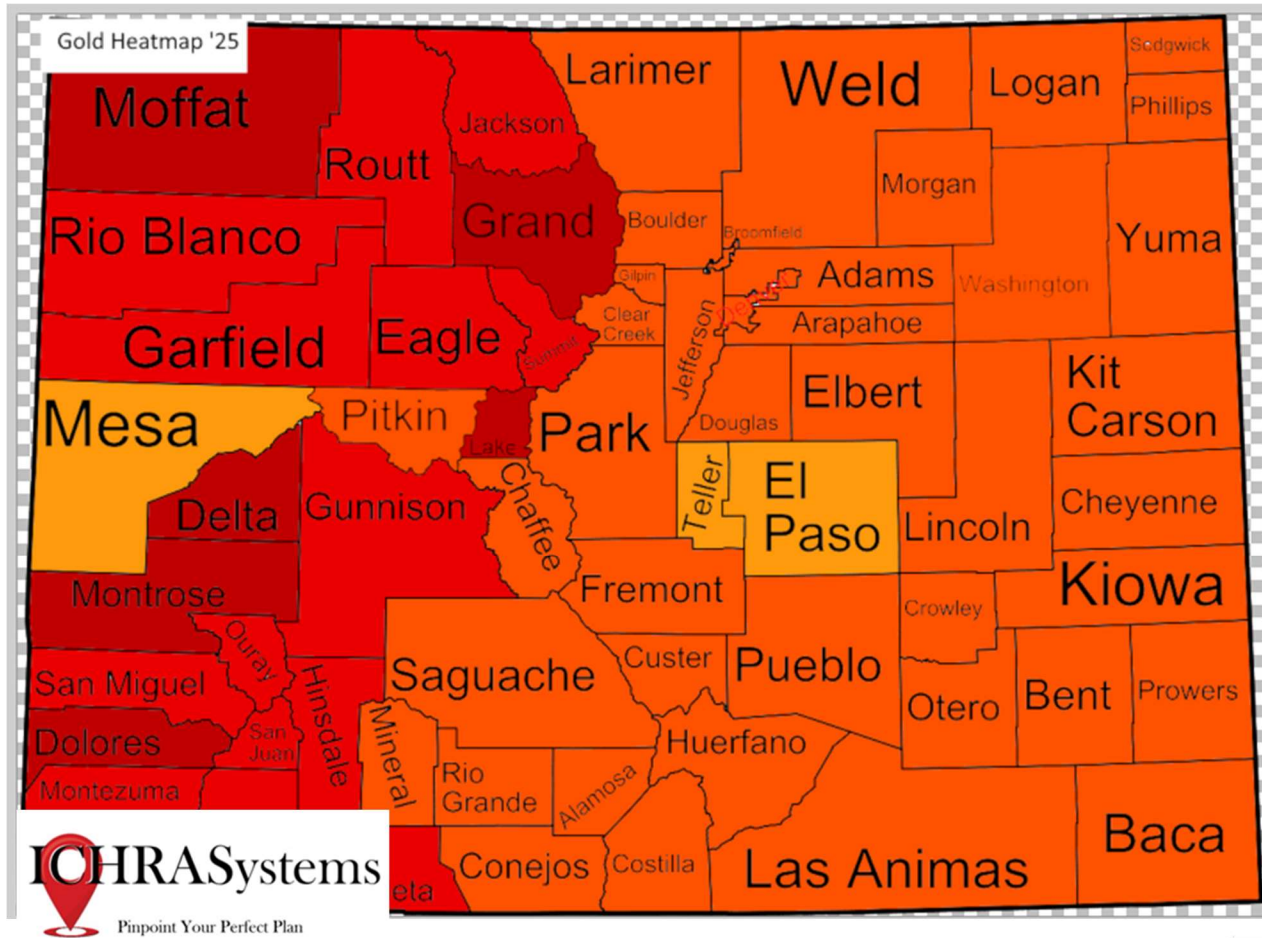 Gold Heatmap '25
Moffat
Routt
Jackson
Larimer
Weld
Logan
Sedgwick
Phillips
Morgan
Rio Blanco
Grand
Boulder
Broomfield
Yuma
Gilpin
Adams
Washington
Denver
Clear
Creek
Jefferson
Arapahoe
Garfield
Eagle
Summit
Mesa
Pitkin
Lake
Park
Douglas
Elbert
Kit
Carson
Delta
Gunnison
Chaffee
Teller
El
Paso
Lincoln
Cheyenne
Montrose
Fremont
Crowley
Kiowa
Ouray
San Miguel
Hinsdale
Saguache
Custer
Pueblo
Otero
Bent
Prowers
Dolores
San
Juan
Mineral
Huerfano
Montezuma
Rio
Grande
Alamosa
Conejos
Costilla
Las Animas
Baca
eta
ICHRASystems
Pinpoint Your Perfect Plan